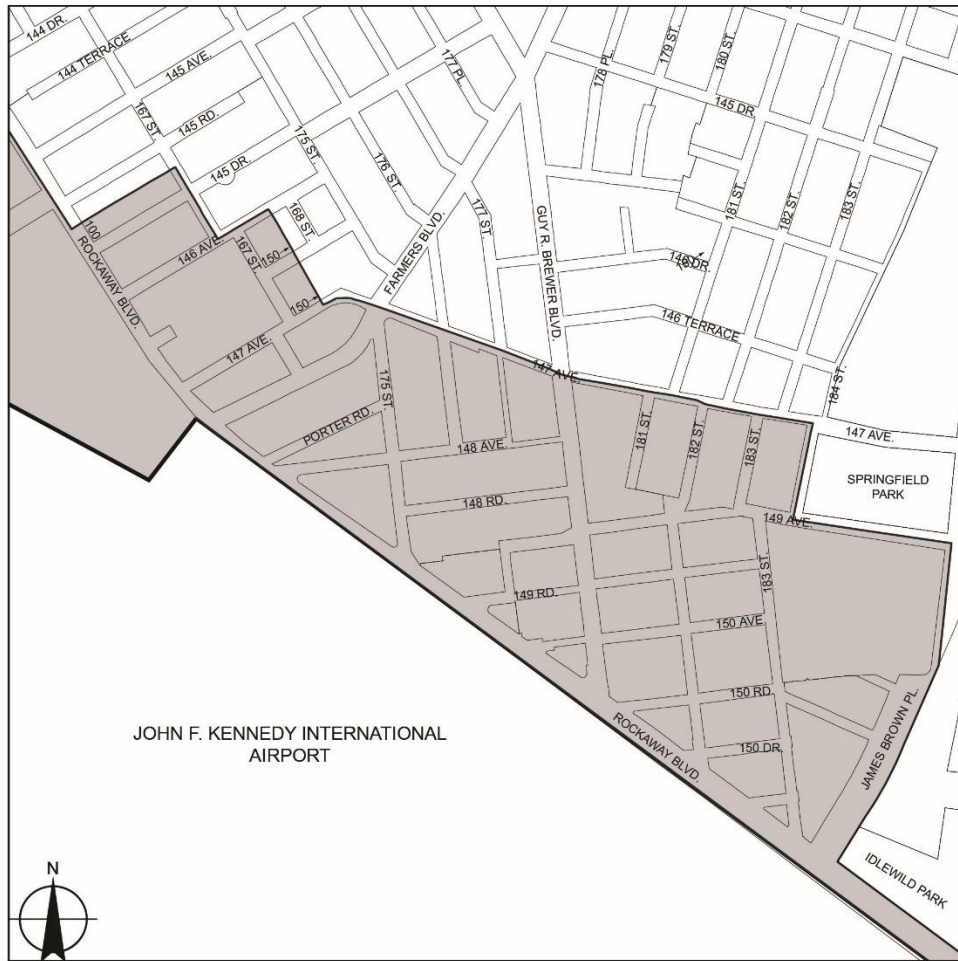 144 DR.
144 TERRACE
145 AVE.
167 ST.
145 RD.
145 DR.
175 ST.
176 ST.
177 PL.
177 ST.
168 ST.
FARMERS BLVD.
GUY R. BREWER BLVD.
178 PL.
179 ST.
180 ST.
145 DR.
181 ST.
182 ST.
183 ST.
146 DR.
146 TERRACE
184 ST.
100
ROCKAWAY BLVD.
146 AVE.
167 ST.
150
150
147 AVE.
147 AVE.
147 AVE.
175 ST.
PORTER RD.
148 AVE.
181 ST.
182 ST.
183 ST.
SPRINGFIELD
PARK
148 RD.
149 AVE.
183 ST.
149 RD.
150 AVE.
150 RD.
150 DR.
ROCKAWAY BLVD.
JAMES BROWN PL.
JOHN F. KENNEDY INTERNATIONAL
AIRPORT
IDLEWILD PARK
N